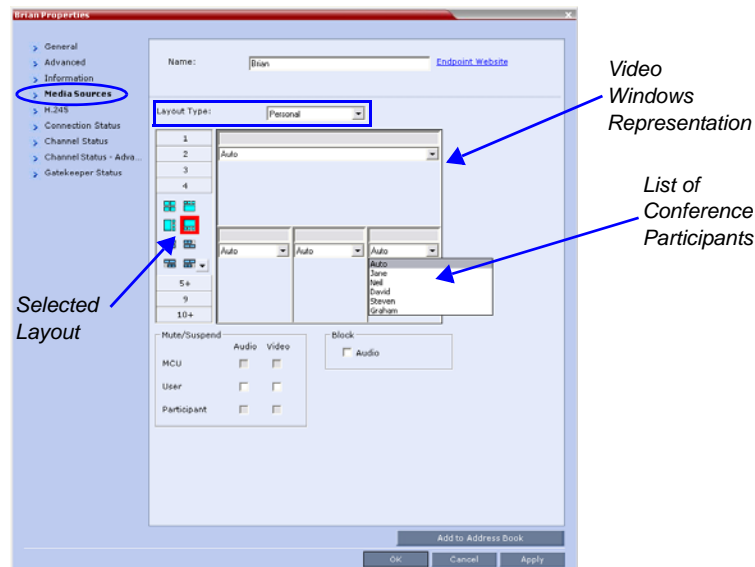 Brian Properties
x
General
Advanced
Information
Media Sources
H.245
Connection Status
Channel Status
Channel Status - Adva...
Gatekeeper Status
Name: Brian Endpoint Website
Layout Type: Personal
1
2
3
4
5+
9
10+
Auto
Auto
Auto
Auto
Auto
Jane
Neil
David
Steven
Graham
Mute/Suspend
Audio Video
MCU
User
Participant
Block
Audio
Add to Address Book
OK Cancel Apply
Video
Windows
Representation
List of
Conference
Participants
Selected
Layout